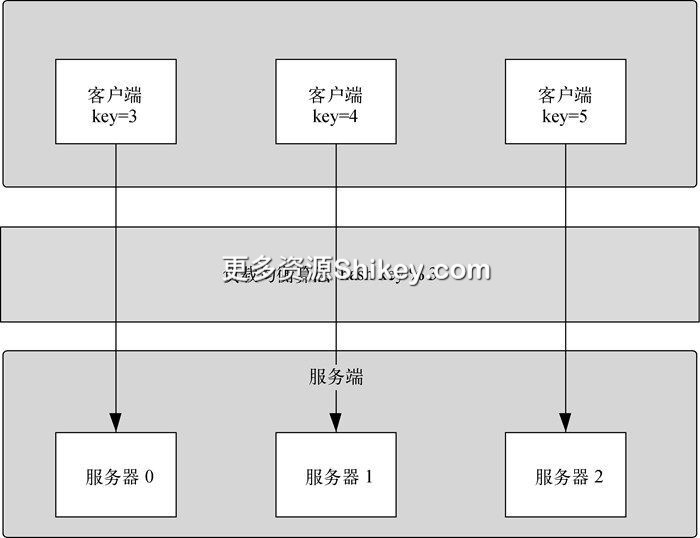 客户端
key=3
客户端
key=4
客户端
key=5
更多资源Shikey.com
服务端
服务器 0
服务器 1
服务器 2